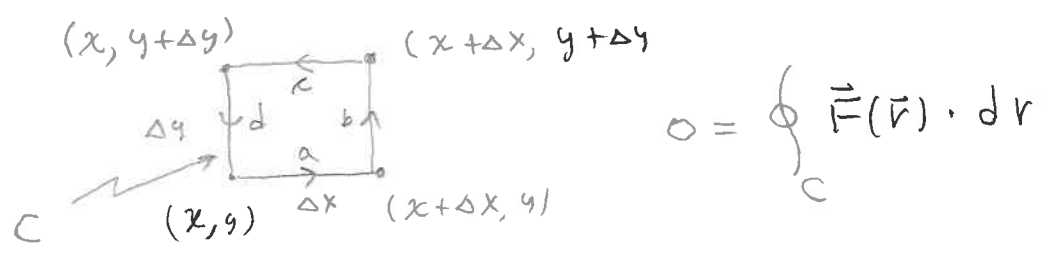 (x, y+Δy)
(x+Δx, y+Δy
c
Δy
d
b
a
0 = ∮_C F⃗(r⃗) · dr
C
(x,y)
Δx
(x+Δx, y)